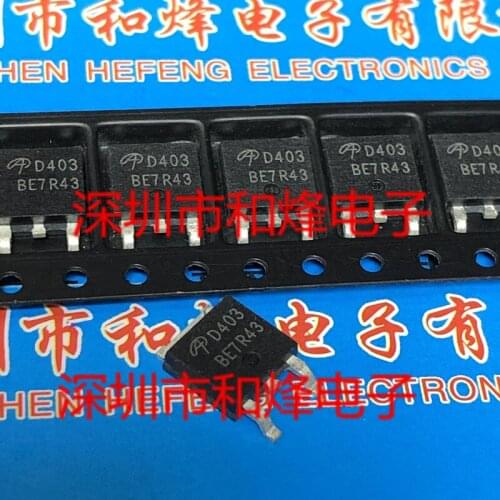 圳市和烽电子有限
HEN HEFENG ELECTRONICS
D403 D403 D403 D403 D40
BE7R43 BE7R43 BE7R43 BE7R43 BE7R4
深圳市和烽电子
圳市和烽电子有
D403
BE7R43
深圳市和烽电子
HEN HEFENG ELECTRONICS